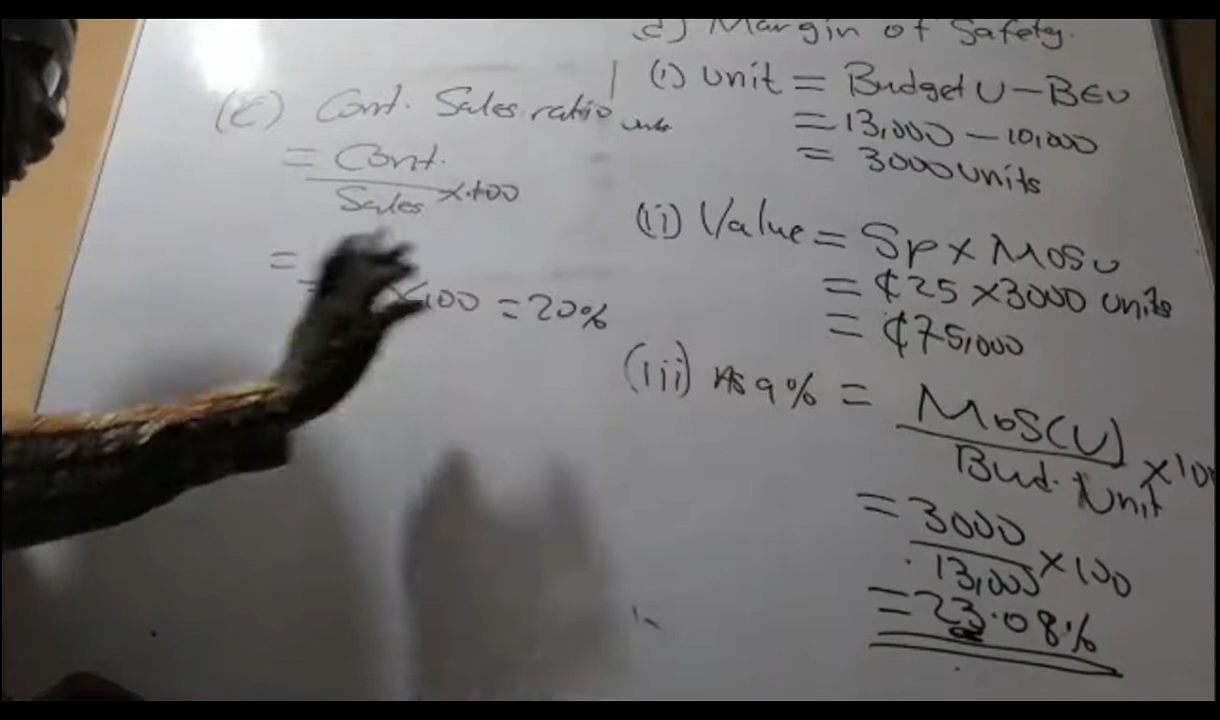 (c) Cont. Sales ratio
= Cont.
Sales x 100
=
x100 = 20%
d) Margin of Safety.
(i) unit = Budget U - BEU
= 13,000 - 10,000
= 3000 units
(ii) Value = Sp x MOSU
= ₵25 x 3000 units
= ₵75,000
(iii) As a % = MoS(U)
Bud. Unit x 100
= 3000
13,000 x 100
= 23.08%